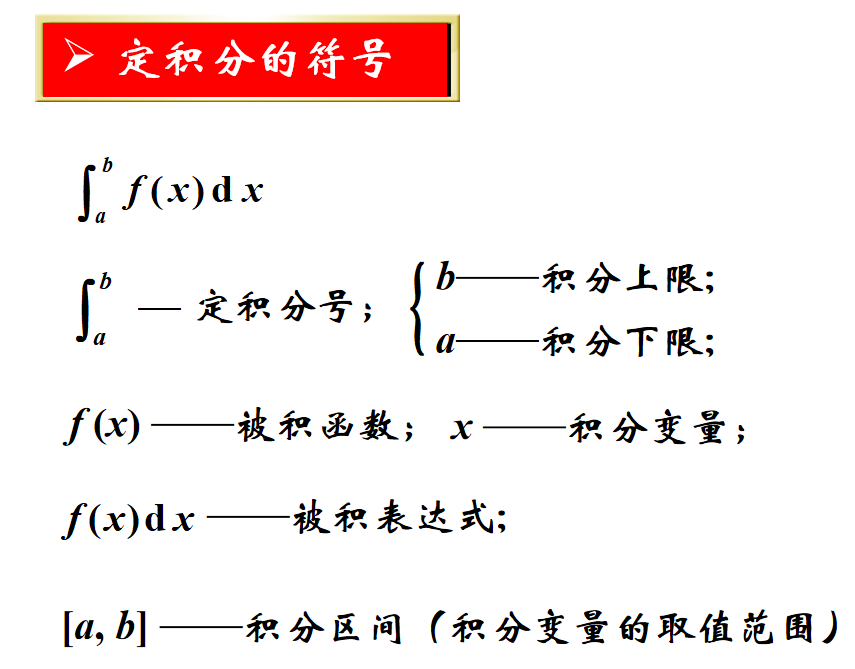 ➢ 定积分的符号
∫_a^b f(x)dx
∫_a^b — 定积分号； { b——积分上限;
a——积分下限;
f(x) ——被积函数； x ——积分变量；
f(x)dx ——被积表达式;
[a, b] ——积分区间（积分变量的取值范围）